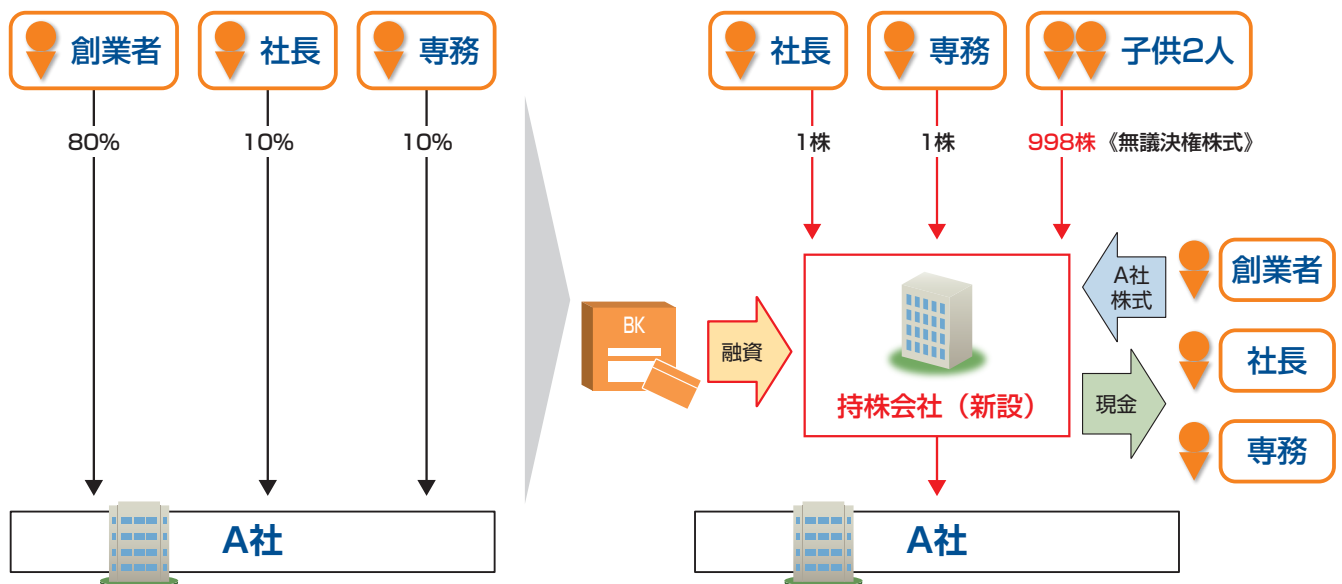 創業者
社長
専務
80%
10%
10%
A社
社長
専務
子供2人
1株
1株
998株《無議決権株式》
BK
融資
持株会社（新設）
A社
株式
現金
創業者
社長
専務
A社